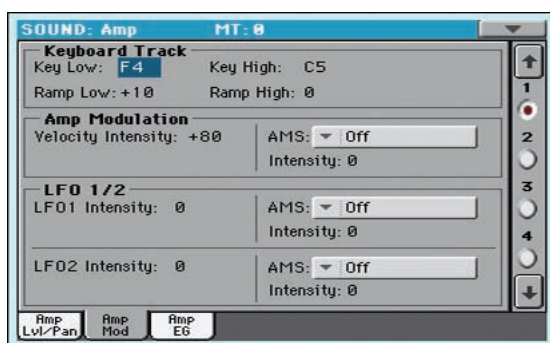 SOUND: Amp MT: 0
Keyboard Track
Key Low: F4 Key High: C5
Ramp Low: +10 Ramp High: 0
Amp Modulation
Velocity Intensity: +80 AMS: Off
Intensity: 0
LFO 1/2
LFO1 Intensity: 0 AMS: Off
Intensity: 0
LFO2 Intensity: 0 AMS: Off
Intensity: 0
1
2
3
4
Amp Lvl/Pan
Amp Mod
Amp EG